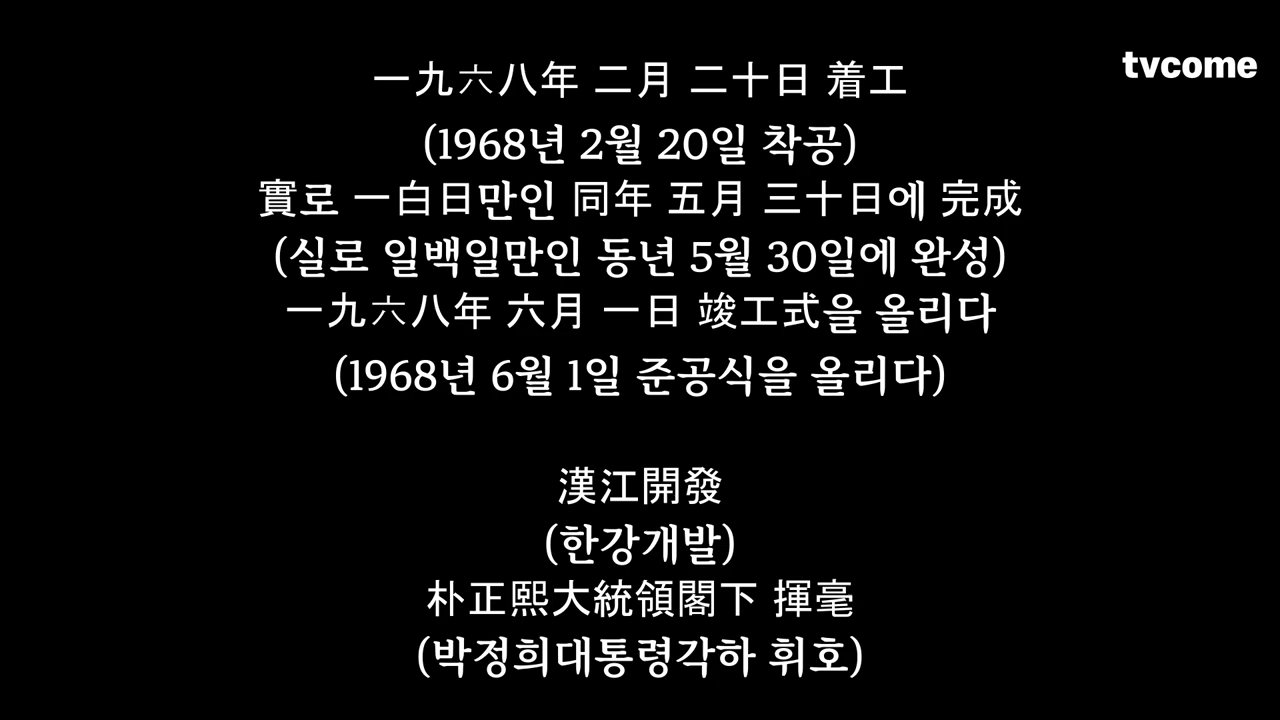 tvcome
一九六八年 二月 二十日 着工
(1968년 2월 20일 착공)
實로 一白日만인 同年 五月 三十日에 完成
(실로 일백일만인 동년 5월 30일에 완성)
一九六八年 六月 一日 竣工式을 올리다
(1968년 6월 1일 준공식을 올리다)
漢江開發
(한강개발)
朴正熙大統領閣下 揮毫
(박정희대통령각하 휘호)